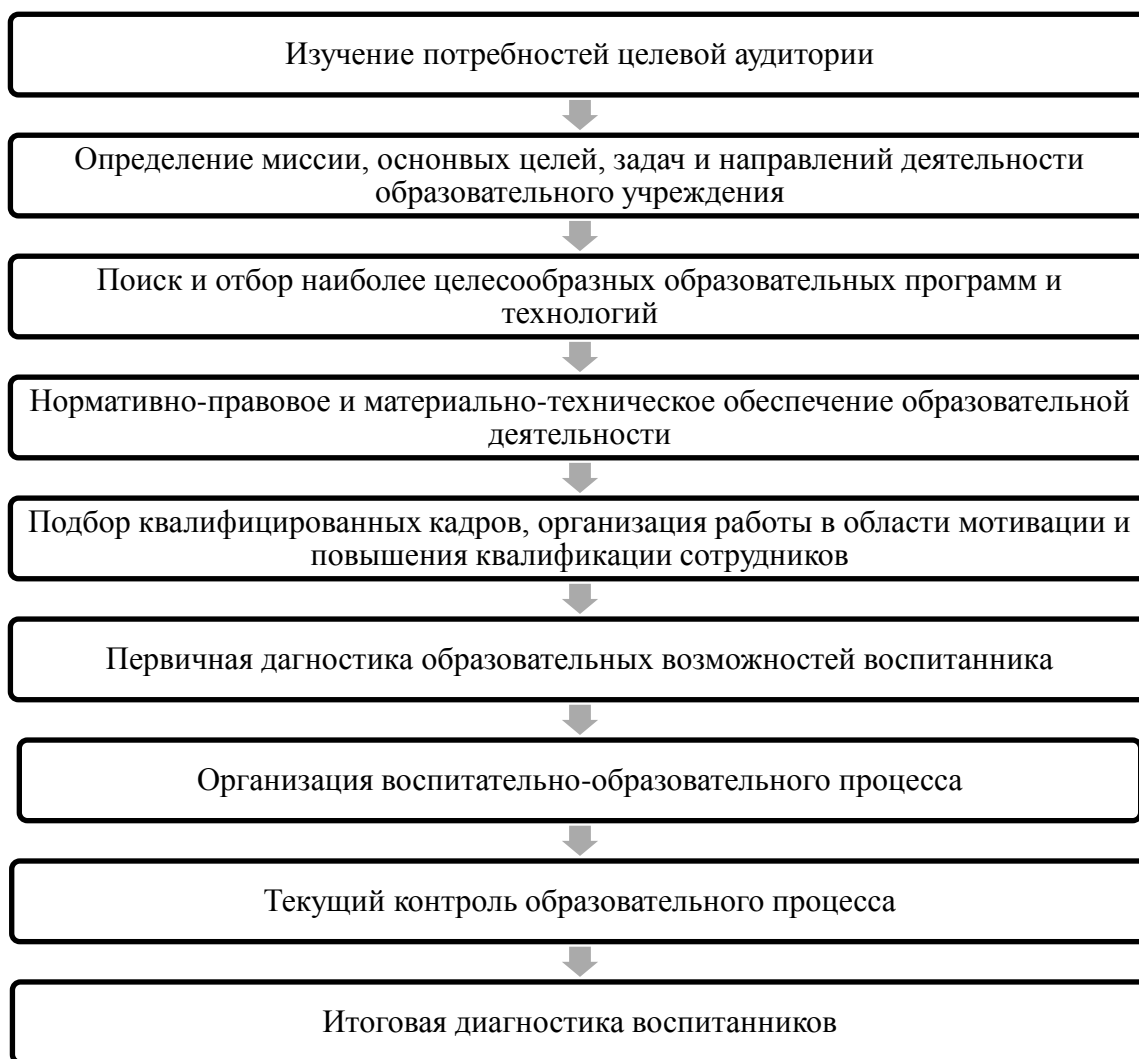 Изучение потребностей целевой аудитории
Определение миссии, осонвых целей, задач и направлений деятельности
образовательного учреждения
Поиск и отбор наиболее целесообразных образовательных программ и
технологий
Нормативно-правовое и материально-техническое обеспечение образовательной
деятельности
Подбор квалифицированных кадров, организация работы в области мотивации и
повышения квалификации сотрудников
Первичная дагностика образовательных возможностей воспитанника
Организация воспитательно-образовательного процесса
Текущий контроль образовательного процесса
Итоговая диагностика воспитанников